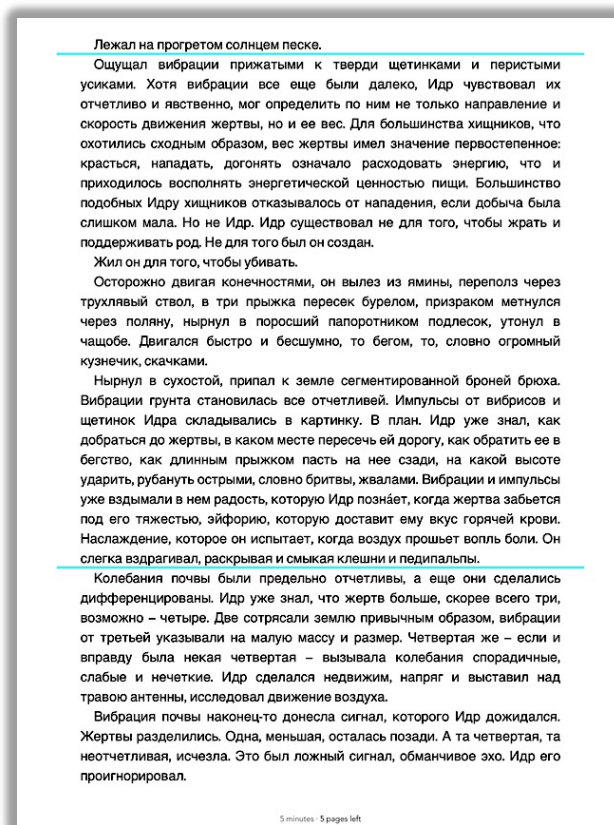 Лежал на прогретом солнцем песке.
Ощущал вибрации прижатыми к тверди щетинками и перистыми
усиками. Хотя вибрации все еще были далеко, Идр чувствовал их
отчетливо и явственно, мог определить по ним не только направление и
скорость движения жертвы, но и ее вес. Для большинства хищников, что
охотились сходным образом, вес жертвы имел значение первостепенное:
красться, нападать, догонять означало расходовать энергию, что и
приходилось восполнять энергетической ценностью пищи. Большинство
подобных Идру хищников отказывалось от нападения, если добыча была
слишком мала. Но не Идр. Идр существовал не для того, чтобы жрать и
поддерживать род. Не для того был он создан.
Жил он для того, чтобы убивать.
Осторожно двигая конечностями, он вылез из ямины, переполз через
трухлявый ствол, в три прыжка пересек бурелом, призраком метнулся
через поляну, нырнул в поросший папоротником подлесок, утонул в
чащобе. Двигался быстро и бесшумно, то бегом, то, словно огромный
кузнечик, скачками.
Нырнул в сухостой, припал к земле сегментированной броней брюха.
Вибрации грунта становилась все отчетливей. Импульсы от вибрисов и
щетинок Идра складывались в картинку. В план. Идр уже знал, как
добраться до жертвы, в каком месте пересечь ей дорогу, как обратить ее в
бегство, как длинным прыжком пасть на нее сзади, на какой высоте
ударить, рубануть острыми, словно бритвы, жвалами. Вибрации и импульсы
уже вздымали в нем радость, которую Идр познáет, когда жертва забьется
под его тяжестью, эйфорию, которую доставит ему вкус горячей крови.
Наслаждение, которое он испытает, когда воздух прошьет вопль боли. Он
слегка вздрагивал, раскрывая и смыкая клешни и педипальпы.
Колебания почвы были предельно отчетливы, а еще они сделались
дифференцированы. Идр уже знал, что жертв больше, скорее всего три,
возможно – четыре. Две сотрясали землю привычным образом, вибрации
от третьей указывали на малую массу и размер. Четвертая же – если и
вправду была некая четвертая – вызывала колебания спорадичные,
слабые и нечеткие. Идр сделался недвижим, напряг и выставил над
травою антенны, исследовал движение воздуха.
Вибрация почвы наконец-то донесла сигнал, которого Идр дожидался.
Жертвы разделились. Одна, меньшая, осталась позади. А та четвертая, та
неотчетливая, исчезла. Это был ложный сигнал, обманчивое эхо. Идр его
проигнорировал.
5 minutes · 5 pages left